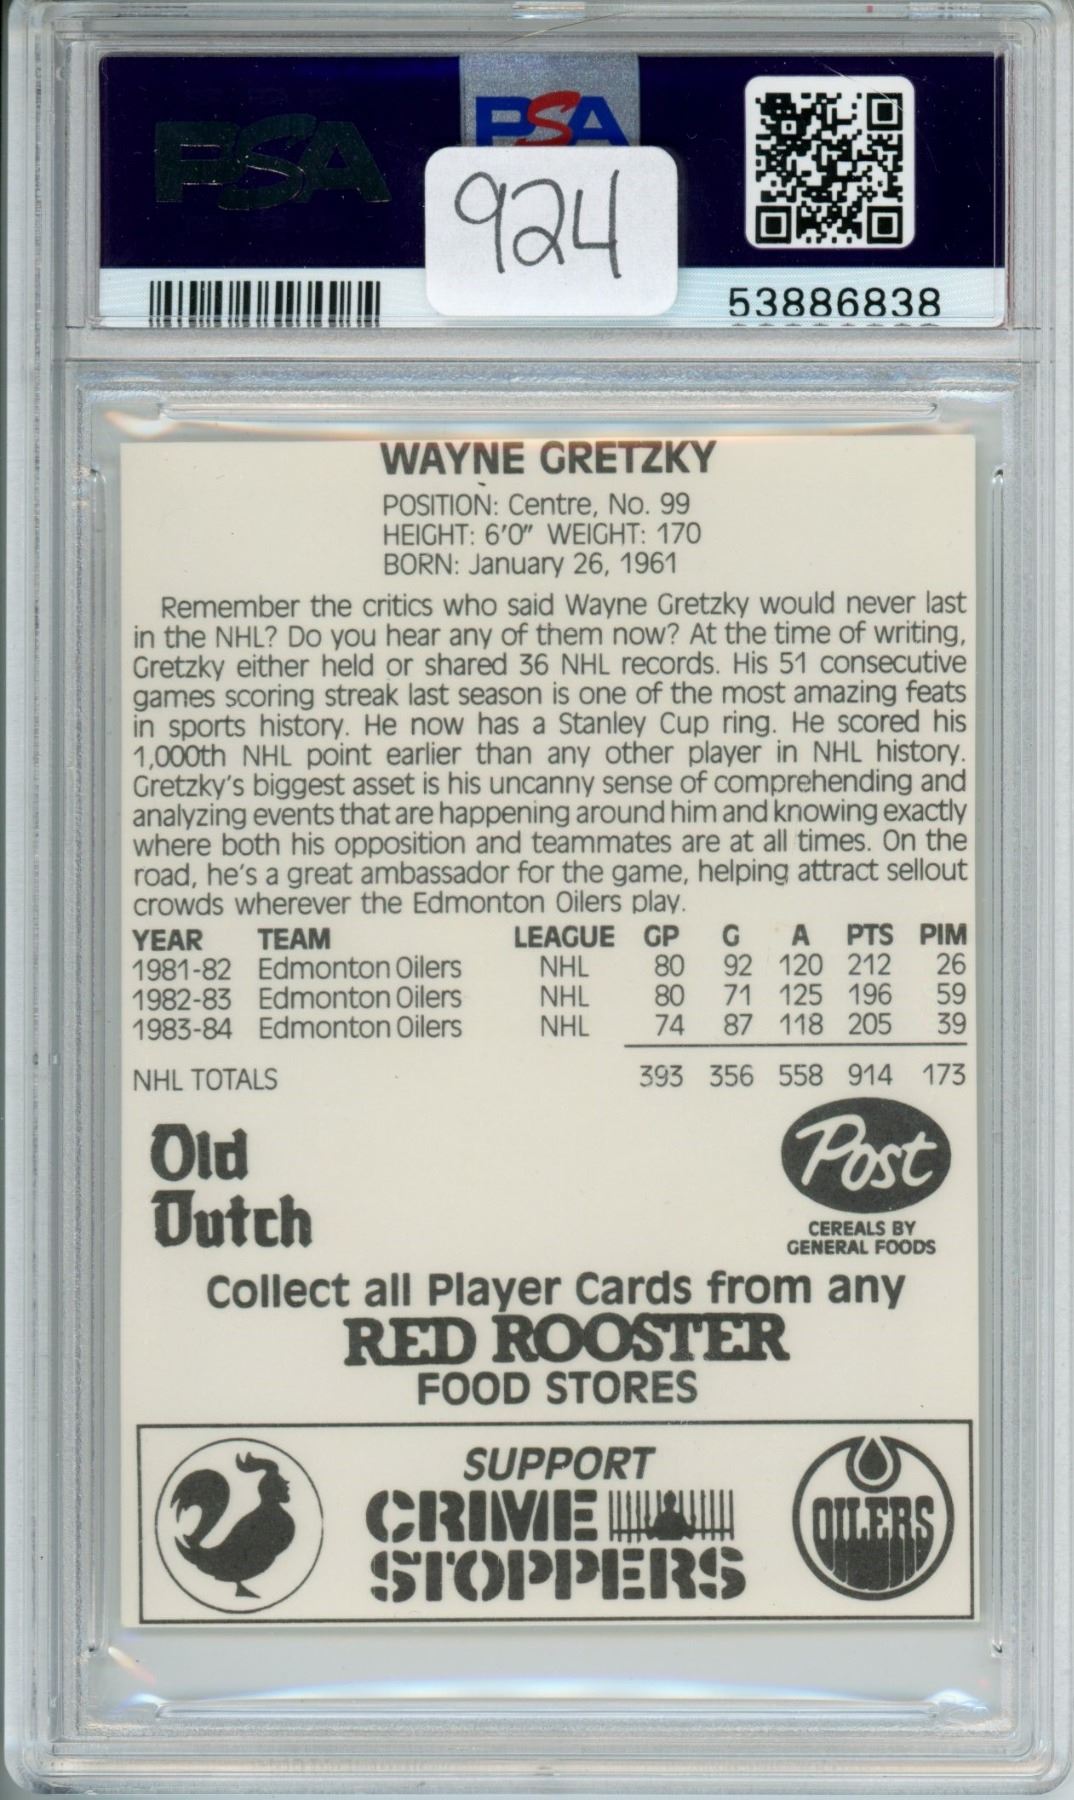 PSA
PSA
924
53886838
WAYNE GRETZKY
POSITION: Centre, No. 99
HEIGHT: 6'0" WEIGHT: 170
BORN: January 26, 1961
Remember the critics who said Wayne Gretzky would never last
in the NHL? Do you hear any of them now? At the time of writing,
Gretzky either held or shared 36 NHL records. His 51 consecutive
games scoring streak last season is one of the most amazing feats
in sports history. He now has a Stanley Cup ring. He scored his
1,000th NHL point earlier than any other player in NHL history.
Gretzky's biggest asset is his uncanny sense of comprehending and
analyzing events that are happening around him and knowing exactly
where both his opposition and teammates are at all times. On the
road, he's a great ambassador for the game, helping attract sellout
crowds wherever the Edmonton Oilers play.
YEAR TEAM LEAGUE GP G A PTS PIM
1981-82 Edmonton Oilers NHL 80 92 120 212 26
1982-83 Edmonton Oilers NHL 80 71 125 196 59
1983-84 Edmonton Oilers NHL 74 87 118 205 39
NHL TOTALS 393 356 558 914 173
Old
Dutch
Post
CEREALS BY
GENERAL FOODS
Collect all Player Cards from any
RED ROOSTER
FOOD STORES
SUPPORT
CRIME
STOPPERS
OILERS